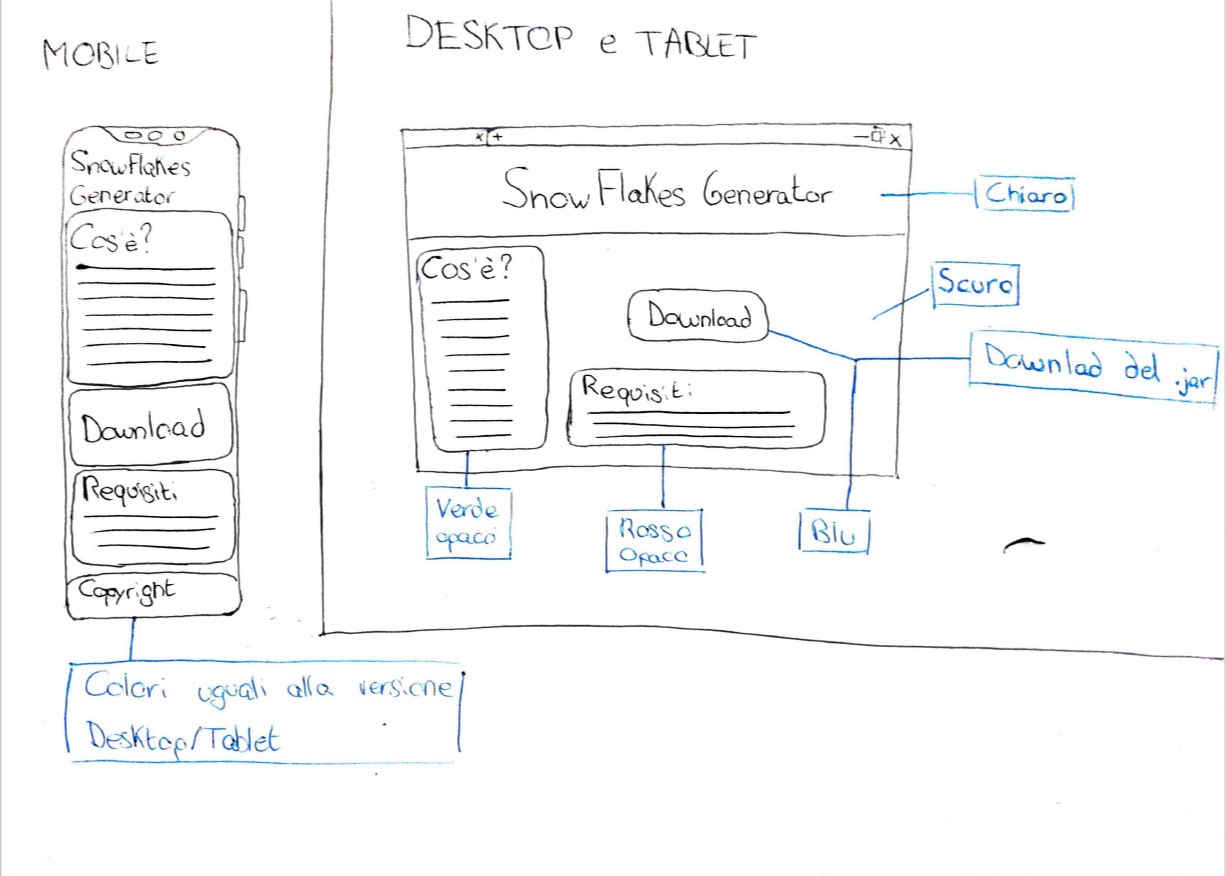 MOBILE
SnowFlakes
Generator
Cos'è?
Download
Requisiti
Copyright
Colori uguali alla versione
Desktop/Tablet
DESKTOP e TABLET
x +
SnowFlakes Generator
Chiaro
Cos'è?
Download
Scuro
Downlad del .jar
Requisiti
Verde
opaco
Rosso
Opaco
Blu